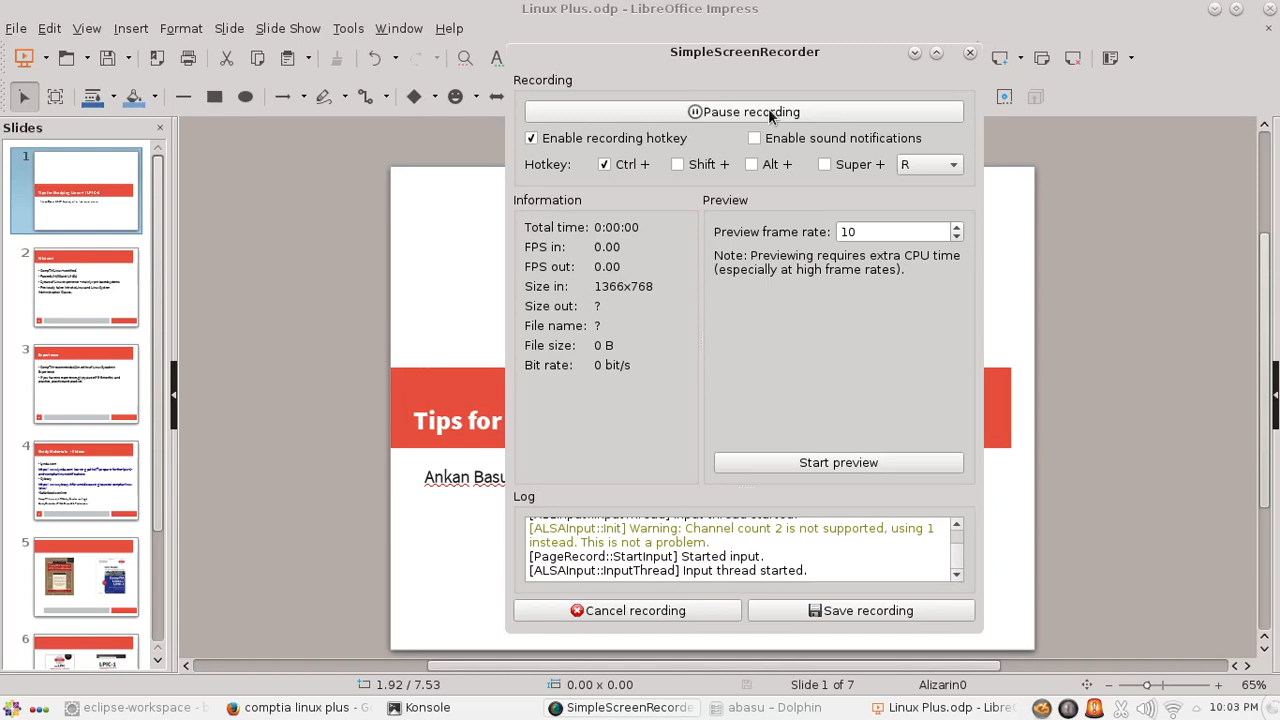 Linux Plus.odp - LibreOffice Impress
File Edit View Insert Format Slide Slide Show Tools Window Help
Slides
1
2
3
4
5
6
Tips for
Ankan Basu
SimpleScreenRecorder
Recording
Pause recording
Enable recording hotkey Enable sound notifications
Hotkey: Ctrl + Shift + Alt + Super + R
Information
Total time: 0:00:00
FPS in: 0.00
FPS out: 0.00
Size in: 1366x768
Size out: ?
File name: ?
File size: 0 B
Bit rate: 0 bit/s
Preview
Preview frame rate: 10
Note: Previewing requires extra CPU time
(especially at high frame rates).
Start preview
Log
[ALSAInput::Init] Warning: Channel count 2 is not supported, using 1
instead. This is not a problem.
[PageRecord::StartInput] Started input.
[ALSAInput::InputThread] Input thread started.
Cancel recording Save recording
1.92 / 7.53 0.00 x 0.00 Slide 1 of 7 Alizarin0 65%
eclipse-workspace - comptia linux plus - G Konsole SimpleScreenRecorde abasu – Dolphin Linux Plus.odp - Libre 10:03 PM